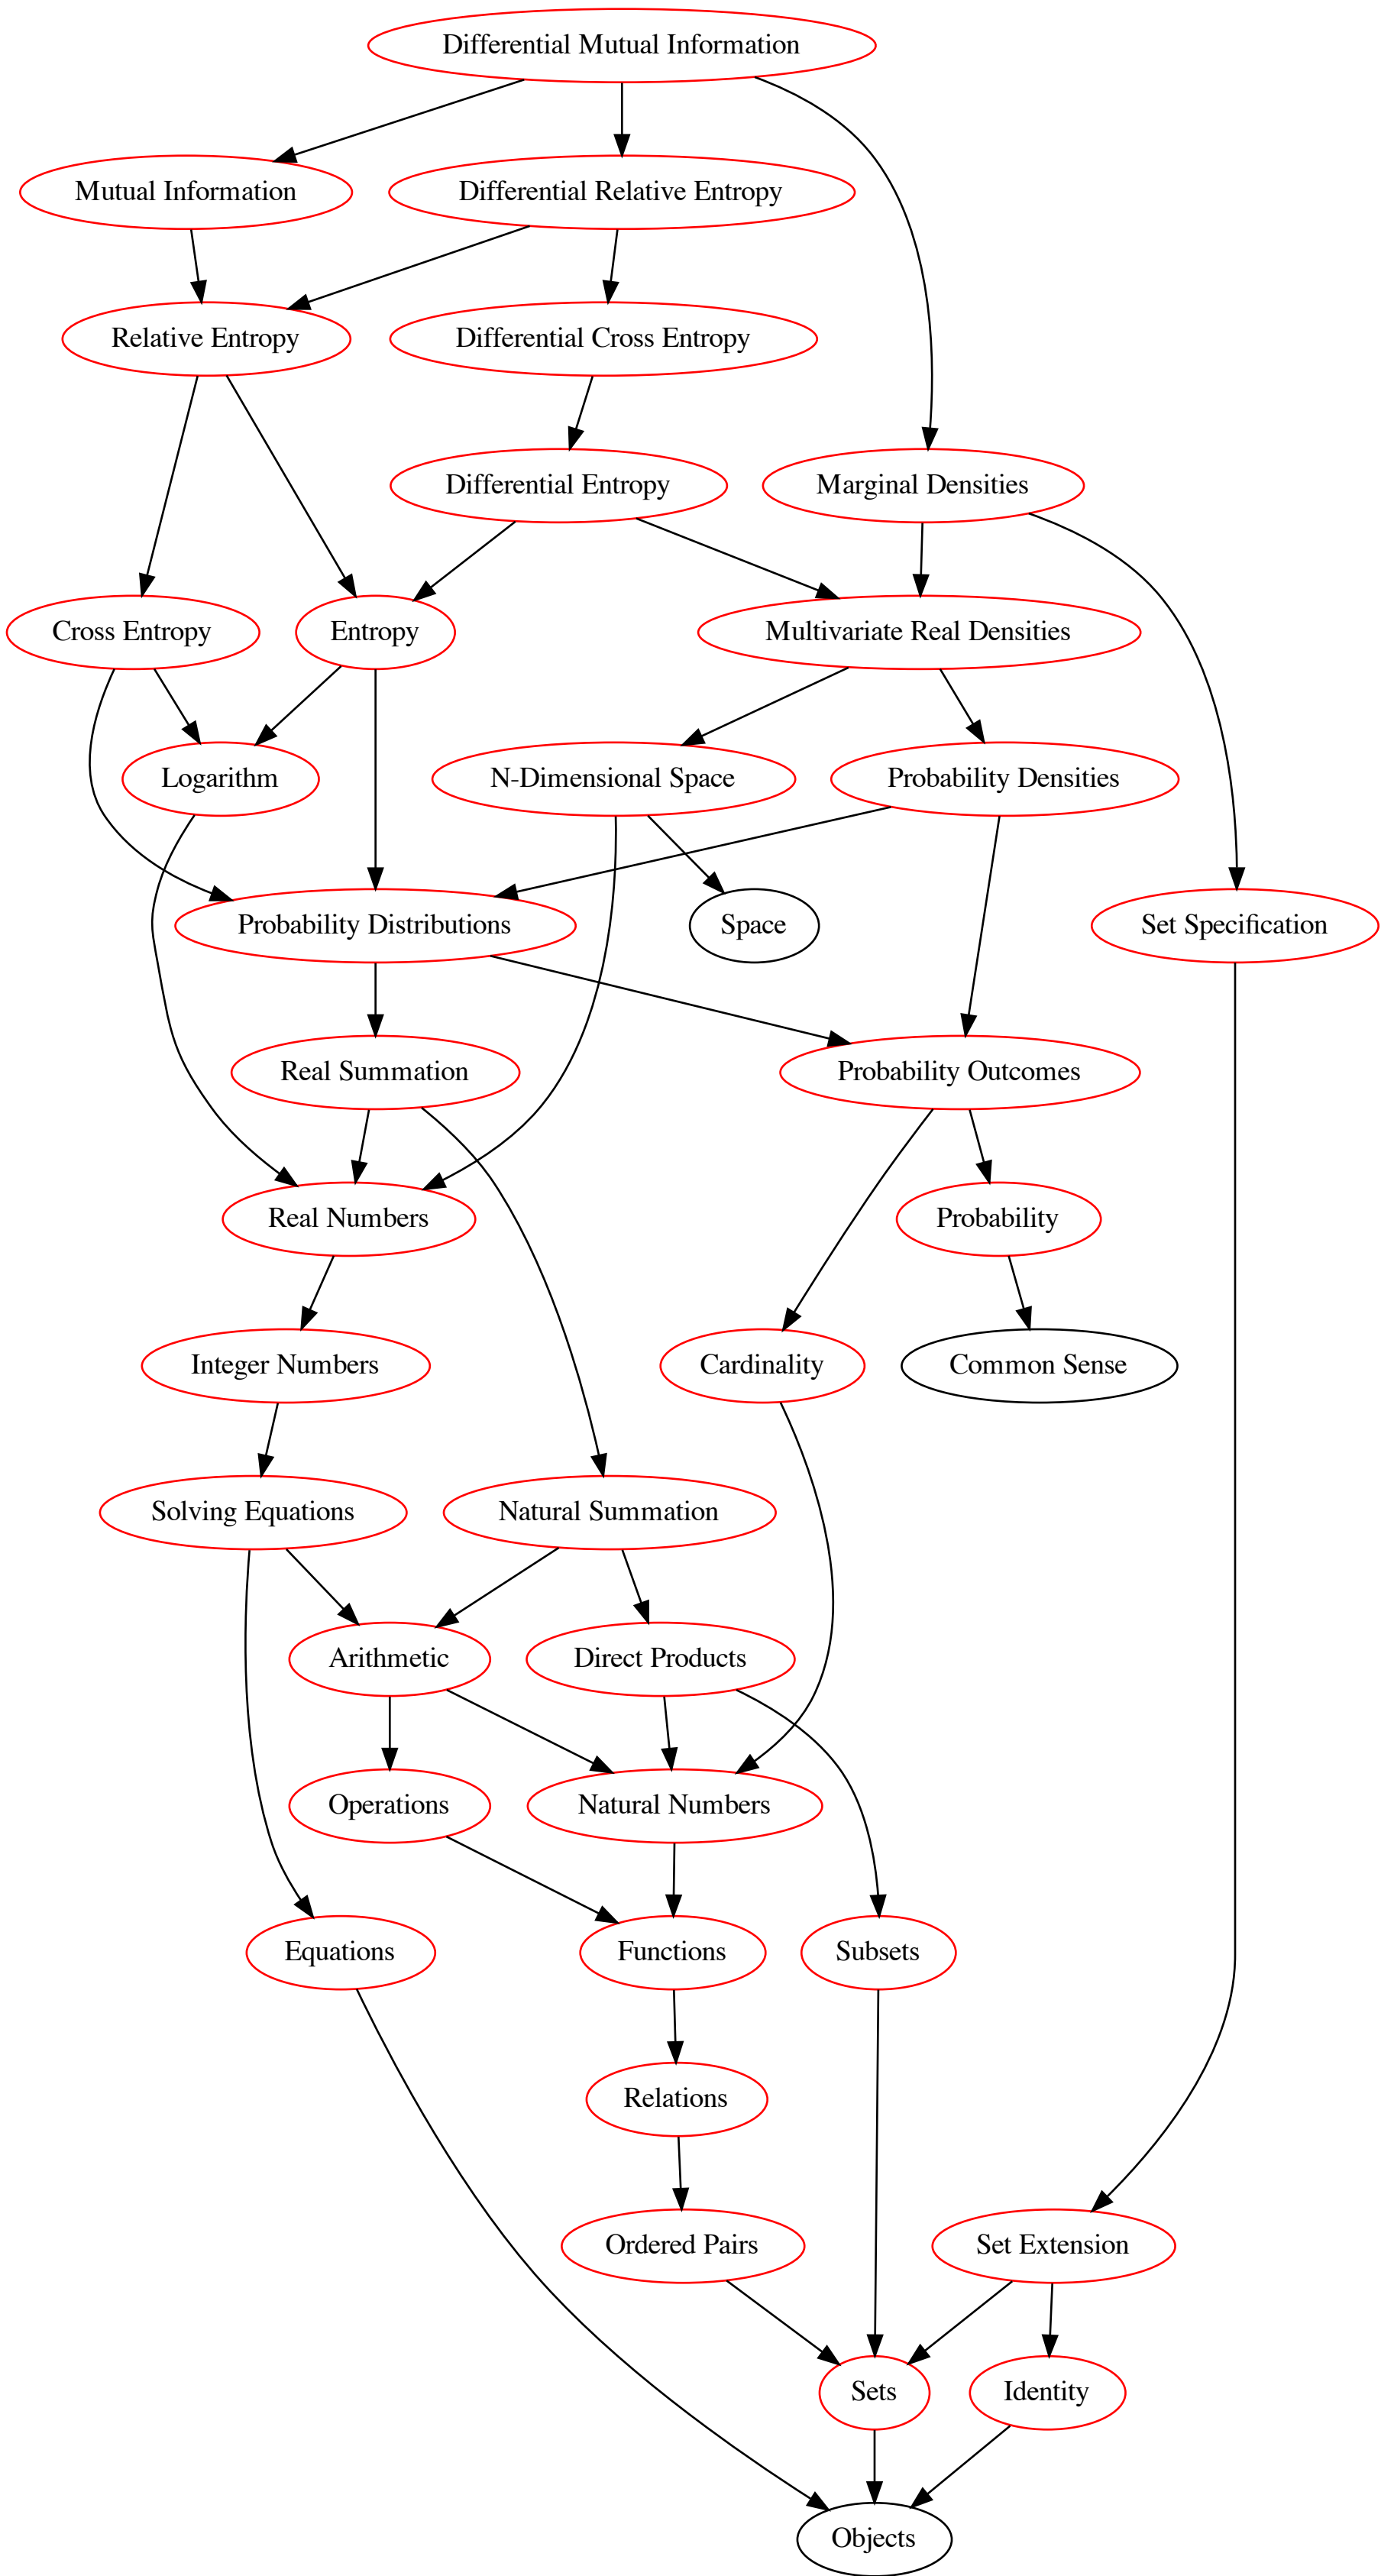 Differential Mutual Information
Mutual Information
Differential Relative Entropy
Relative Entropy
Differential Cross Entropy
Differential Entropy
Marginal Densities
Cross Entropy
Entropy
Multivariate Real Densities
Logarithm
N-Dimensional Space
Probability Densities
Probability Distributions
Space
Set Specification
Real Summation
Probability Outcomes
Real Numbers
Probability
Integer Numbers
Cardinality
Common Sense
Solving Equations
Natural Summation
Arithmetic
Direct Products
Operations
Natural Numbers
Equations
Functions
Subsets
Relations
Ordered Pairs
Set Extension
Sets
Identity
Objects